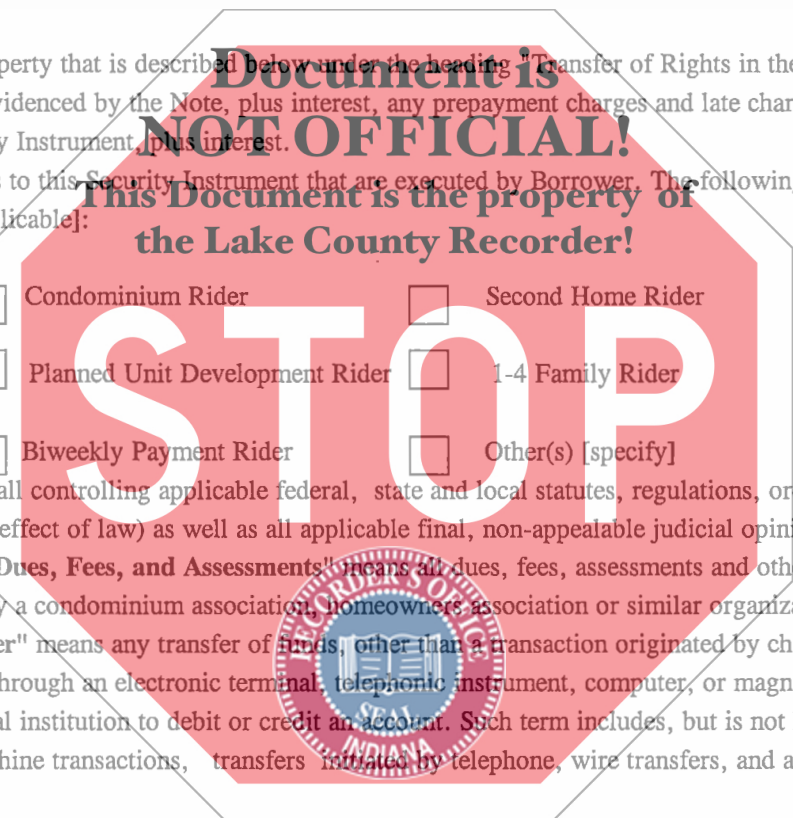 Document is
NOT OFFICIAL!
This Document is the property of
the Lake County Recorder!
STOP
perty that is described below under the heading "Transfer of Rights in the
videnced by the Note, plus interest, any prepayment charges and late char
y Instrument, plus interest.
s to this Security Instrument that are executed by Borrower. The following
licable]:
Condominium Rider Second Home Rider
Planned Unit Development Rider 1-4 Family Rider
Biweekly Payment Rider Other(s) [specify]
all controlling applicable federal, state and local statutes, regulations, or
effect of law) as well as all applicable final, non-appealable judicial opini
Dues, Fees, and Assessments" means all dues, fees, assessments and oth
y a condominium association, homeowners association or similar organiza
er" means any transfer of funds, other than a transaction originated by ch
hrough an electronic terminal, telephonic instrument, computer, or magn
al institution to debit or credit an account. Such term includes, but is not
hine transactions, transfers initiated by telephone, wire transfers, and a
RECORDER'S OFFICE
SEAL
INDIANA